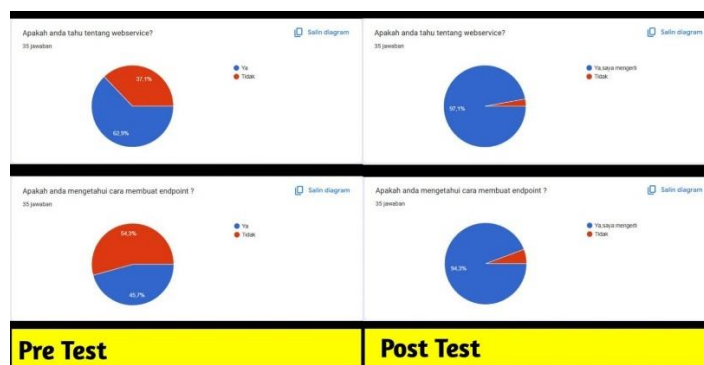 Apakah anda tahu tentang webservice?
Salin diagram
35 jawaban
Ya
Tidak
37,1%
62,9%
Apakah anda tahu tentang webservice?
Salin diagram
35 jawaban
Ya,saya mengerti
Tidak
97,1%
Apakah anda mengetahui cara membuat endpoint ?
Salin diagram
35 jawaban
Ya
Tidak
54,3%
45,7%
Apakah anda mengetahui cara membuat endpoint ?
Salin diagram
35 jawaban
Ya,saya mengerti
Tidak
94,3%
Pre Test
Post Test